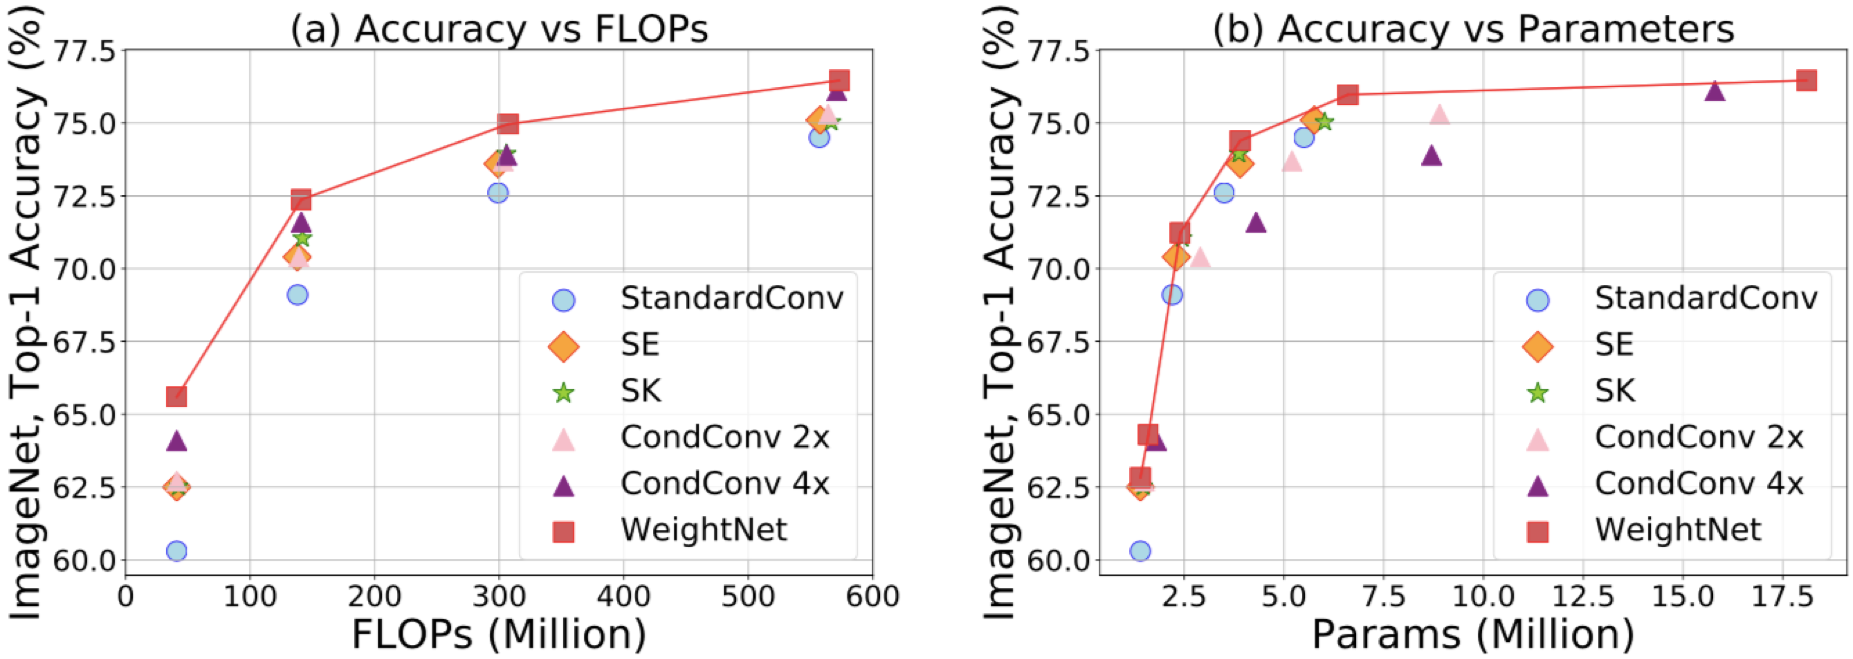 (a) Accuracy vs FLOPs
ImageNet, Top-1 Accuracy (%)
77.5
75.0
72.5
70.0
67.5
65.0
62.5
60.0
StandardConv
SE
SK
CondConv 2x
CondConv 4x
WeightNet
0 100 200 300 400 500 600
FLOPs (Million)
(b) Accuracy vs Parameters
ImageNet, Top-1 Accuracy (%)
77.5
75.0
72.5
70.0
67.5
65.0
62.5
60.0
StandardConv
SE
SK
CondConv 2x
CondConv 4x
WeightNet
2.5 5.0 7.5 10.0 12.5 15.0 17.5
Params (Million)